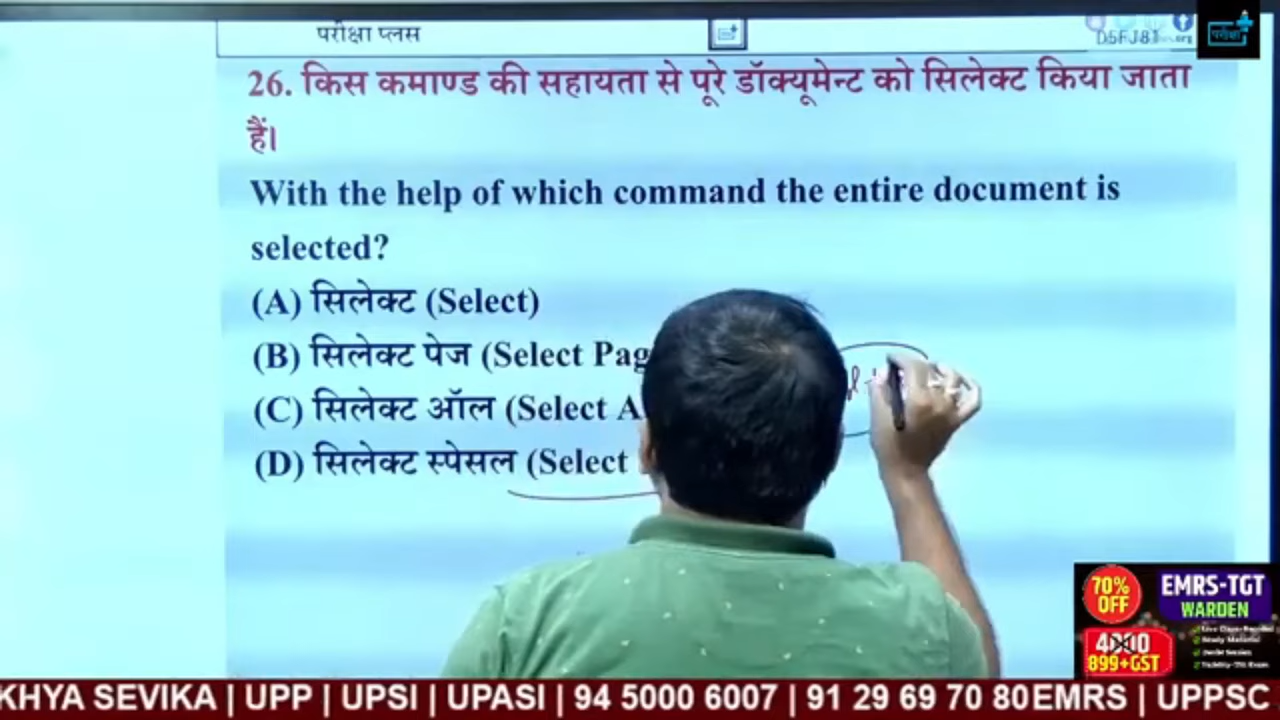 परीक्षा प्लस
D5FJ8J
26. किस कमाण्ड की सहायता से पूरे डॉक्यूमेन्ट को सिलेक्ट किया जाता
हैं।
With the help of which command the entire document is
selected?
(A) सिलेक्ट (Select)
(B) सिलेक्ट पेज (Select Pag
(C) सिलेक्ट ऑल (Select A
(D) सिलेक्ट स्पेसल (Select
70%
OFF
EMRS-TGT
WARDEN
899+GST
KHYA SEVIKA | UPP | UPSI | UPASI | 94 5000 6007 | 91 29 69 70 80EMRS | UPPSC